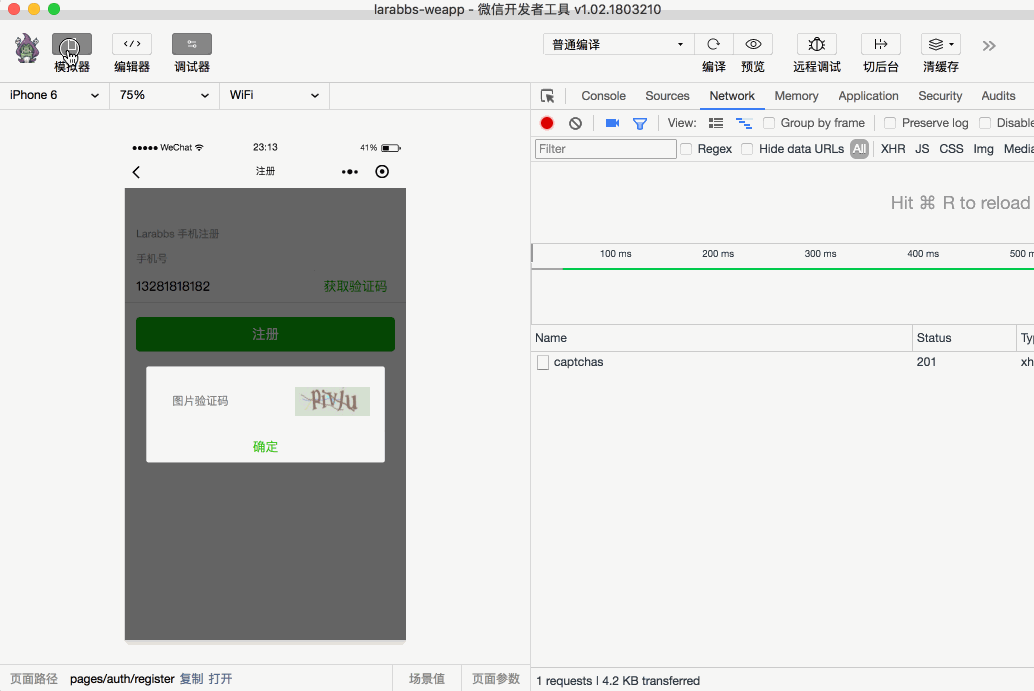 larabbs-weapp - 微信开发者工具 v1.02.1803210
模拟器 编辑器 调试器 普通编译 编译 预览 远程调试 切后台 清缓存
iPhone 6 75% WiFi
Console Sources Network Memory Application Security Audits
View: Group by frame Preserve log Disable
Filter Regex Hide data URLs All XHR JS CSS Img Media
WeChat 23:13 41%
注册
Larabbs 手机注册
手机号
13281818182 获取验证码
注册
图片验证码
确定
Hit ⌘ R to reload
100 ms 200 ms 300 ms 400 ms 500 m
Name Status Ty
captchas 201 xh
页面路径 pages/auth/register 复制 打开 场景值 页面参数
1 requests | 4.2 KB transferred